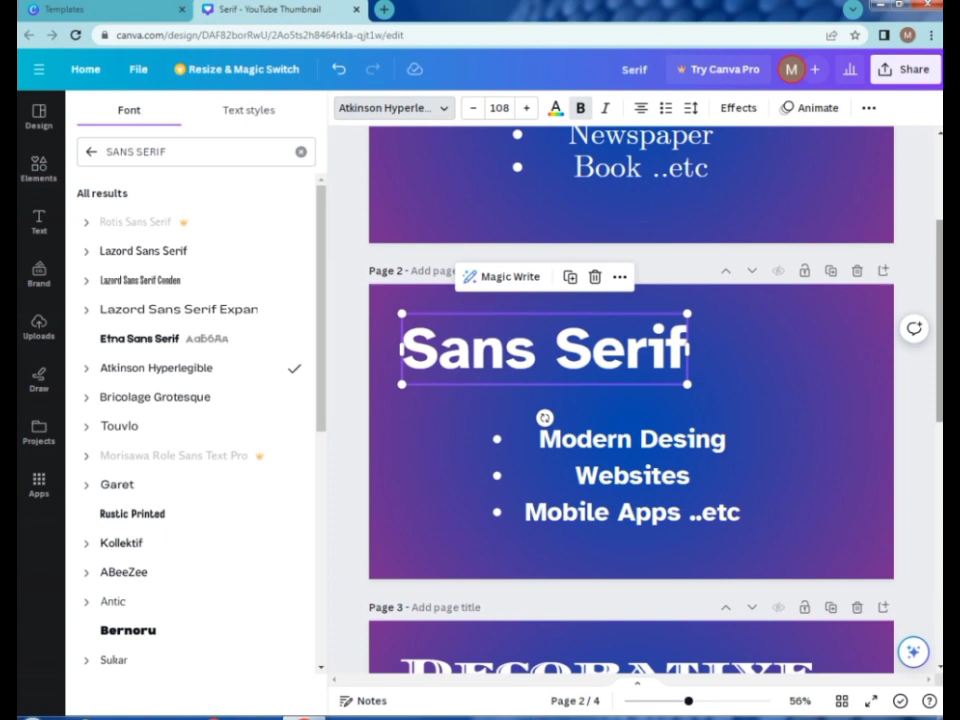 Templates
Serif - YouTube Thumbnail
canva.com/design/DAF82borRwU/2Ao5ts2h8464rkIa-qjt1w/edit
M
Home
File
Resize & Magic Switch
Serif
Try Canva Pro
M
Share
Design
Elements
Text
Brand
Uploads
Draw
Projects
Apps
Font
Text styles
SANS SERIF
All results
Rotis Sans Serif
Lazord Sans Serif
Lazord Sans Serif Conden
Lazord Sans Serif Expan
Etna Sans Serif АаБбЛл
Atkinson Hyperlegible
Bricolage Grotesque
Touvlo
Morisawa Role Sans Text Pro
Garet
Rustic Printed
Kollektif
ABeeZee
Antic
Bernoru
Sukar
Atkinson Hyperle...
- 108 +
A
B
I
Effects
Animate
Newspaper
Book ..etc
Page 2 - Add pag
Magic Write
Sans Serif
Modern Desing
Websites
Mobile Apps ..etc
Page 3 - Add page title
DECORATIVE
Notes
Page 2 / 4
56%